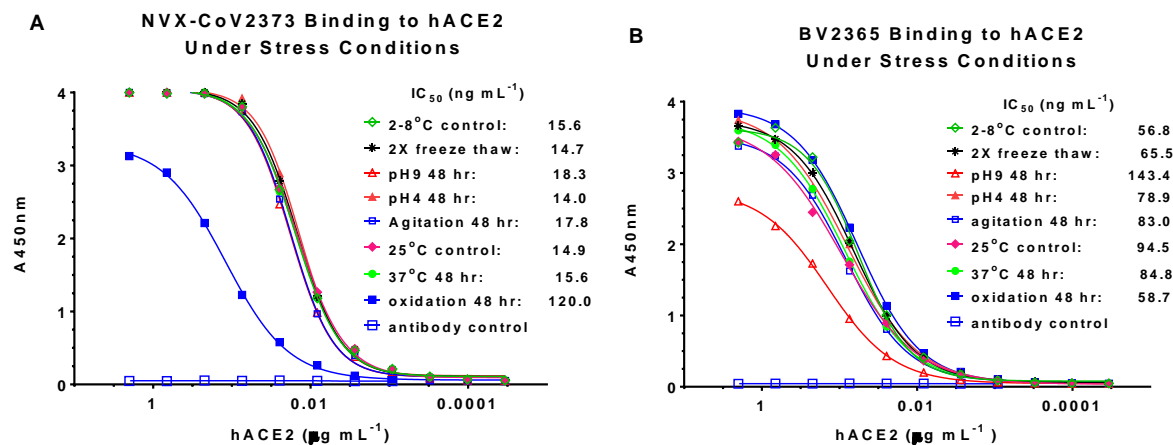 A
NVX-CoV2373 Binding to hACE2
Under Stress Conditions
IC50 (ng mL-1)
2-8°C control: 15.6
2X freeze thaw: 14.7
pH9 48 hr: 18.3
pH4 48 hr: 14.0
Agitation 48 hr: 17.8
25°C control: 14.9
37°C 48 hr: 15.6
oxidation 48 hr: 120.0
antibody control
A450nm
4
3
2
1
0
1 0.01 0.0001
hACE2 (µg mL-1)
B
BV2365 Binding to hACE2
Under Stress Conditions
IC50 (ng mL-1)
2-8°C control: 56.8
2X freeze thaw: 65.5
pH9 48 hr: 143.4
pH4 48 hr: 78.9
agitation 48 hr: 83.0
25°C control: 94.5
37°C 48 hr: 84.8
oxidation 48 hr: 58.7
antibody control
A450nm
4
3
2
1
0
1 0.01 0.0001
hACE2 (µg mL-1)